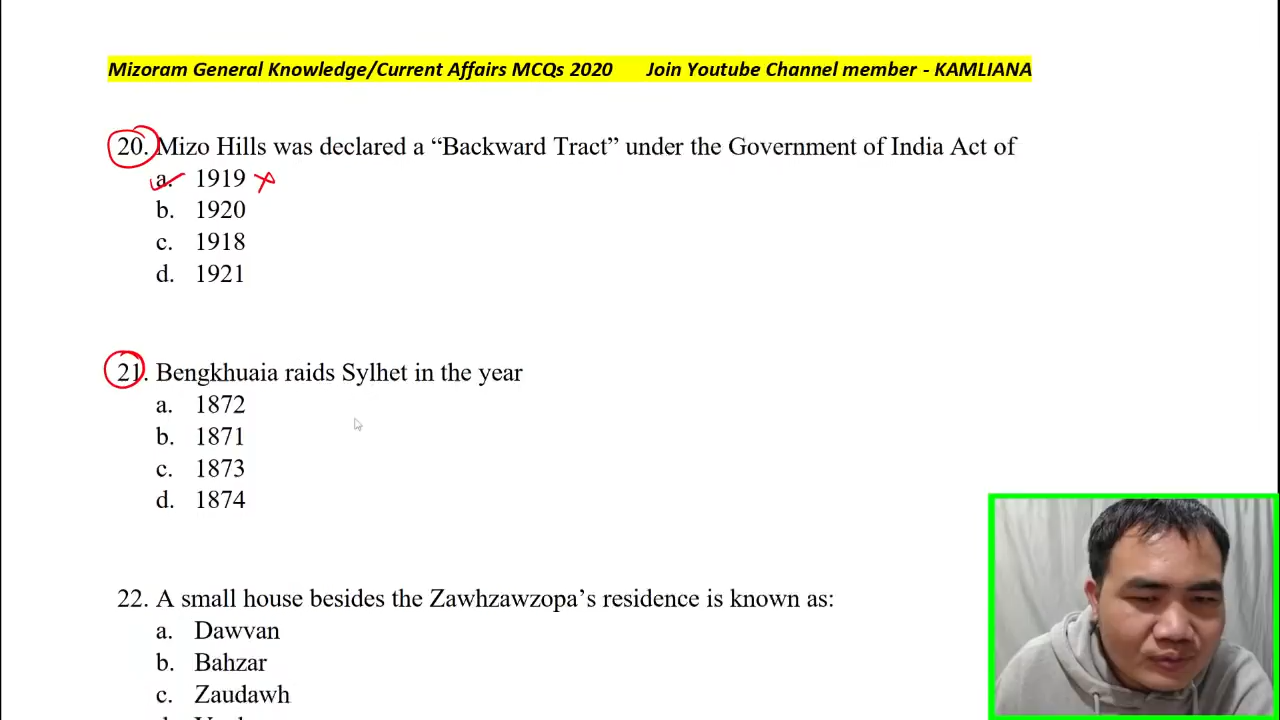 Mizoram General Knowledge/Current Affairs MCQs 2020 Join Youtube Channel member - KAMLIANA
20. Mizo Hills was declared a “Backward Tract” under the Government of India Act of
a. 1919
b. 1920
c. 1918
d. 1921
21. Bengkhuaia raids Sylhet in the year
a. 1872
b. 1871
c. 1873
d. 1874
22. A small house besides the Zawhzawzopa’s residence is known as:
a. Dawvan
b. Bahzar
c. Zaudawh